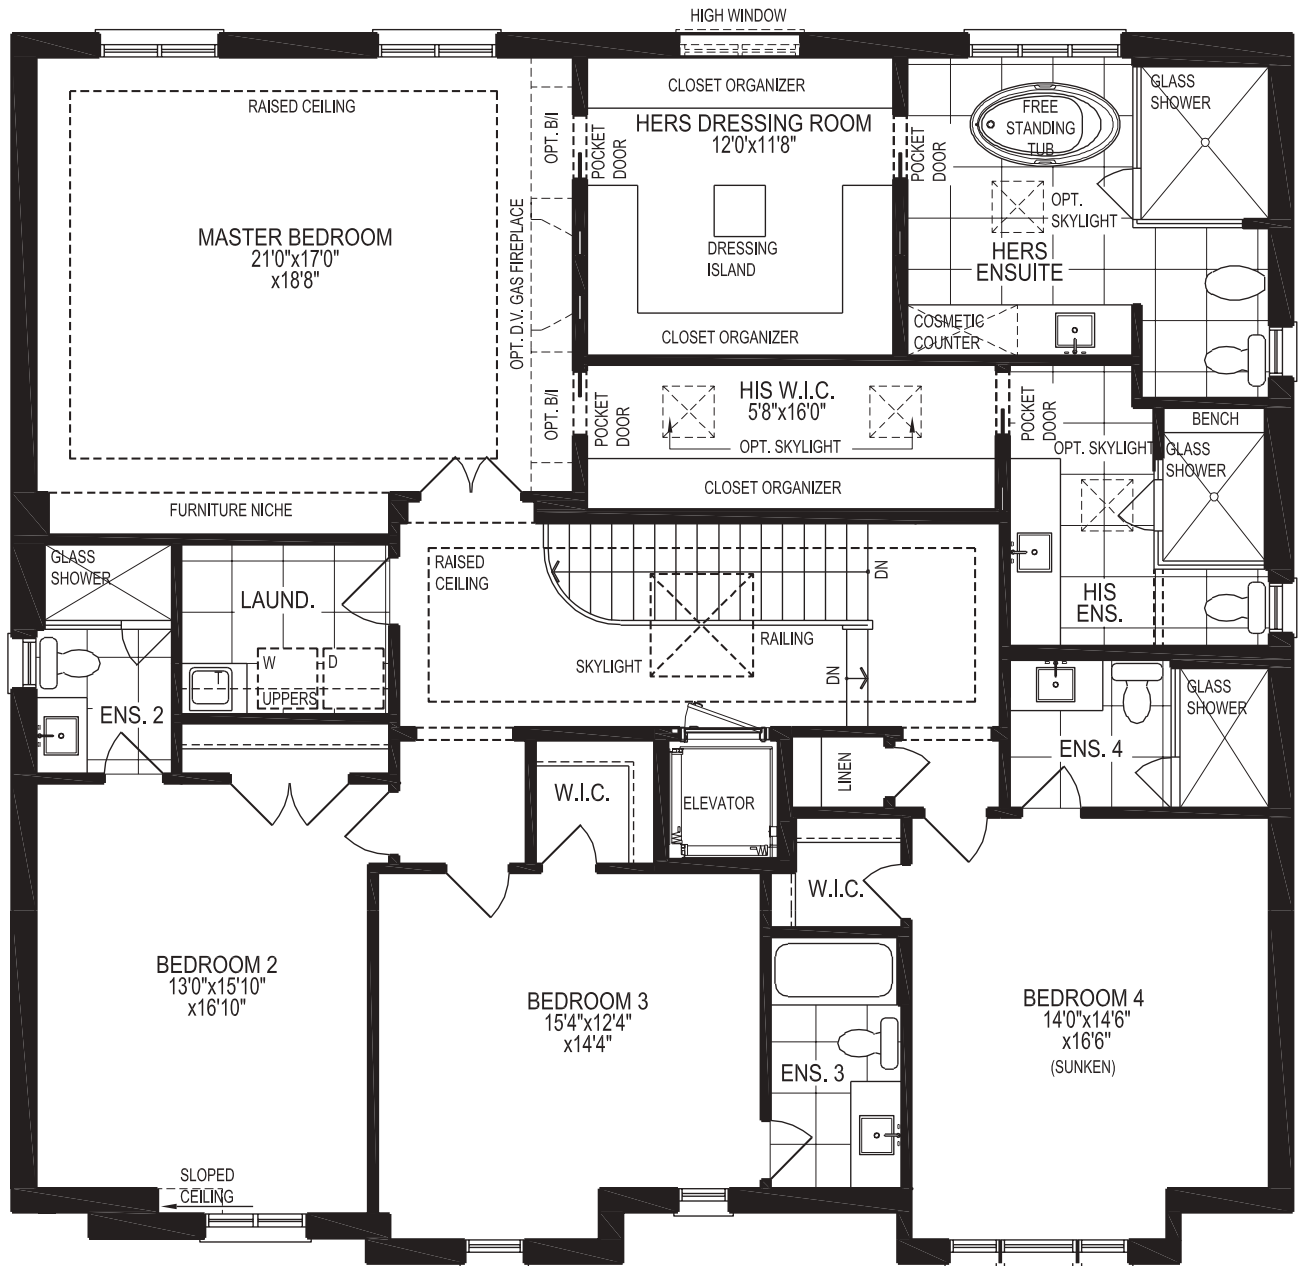 HIGH WINDOW
RAISED CEILING
CLOSET ORGANIZER
HERS DRESSING ROOM
12'0"x11'8"
OPT. B/I
POCKET
DOOR
POCKET
DOOR
FREE
STANDING
TUB
GLASS
SHOWER
MASTER BEDROOM
21'0"x17'0"
x18'8"
OPT. D.V. GAS FIREPLACE
DRESSING
ISLAND
OPT.
SKYLIGHT
HERS
ENSUITE
CLOSET ORGANIZER
COSMETIC
COUNTER
OPT. B/I
POCKET
DOOR
HIS W.I.C.
5'8"x16'0"
OPT. SKYLIGHT
POCKET
DOOR
OPT. SKYLIGHT
BENCH
GLASS
SHOWER
CLOSET ORGANIZER
FURNITURE NICHE
GLASS
SHOWER
LAUND.
RAISED
CEILING
DN
HIS
ENS.
RAILING
SKYLIGHT
DN
W
D
T
UPPERS
ENS. 2
GLASS
SHOWER
ENS. 4
LINEN
W.I.C.
ELEVATOR
W.I.C.
BEDROOM 2
13'0"x15'10"
x16'10"
BEDROOM 3
15'4"x12'4"
x14'4"
BEDROOM 4
14'0"x14'6"
x16'6"
(SUNKEN)
ENS. 3
SLOPED
CEILING